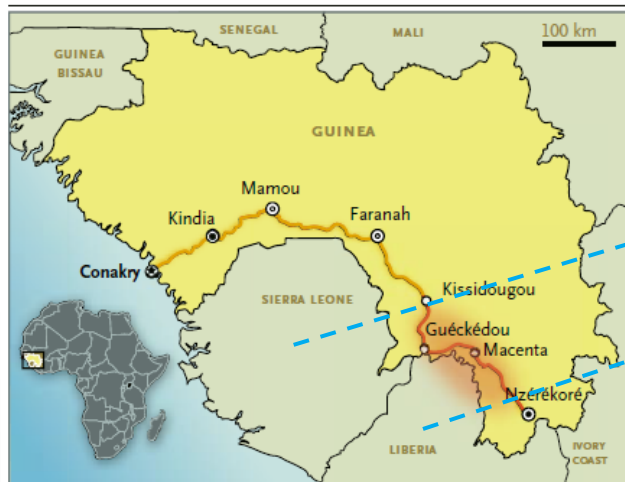 SENEGAL
MALI
100 km
GUINEA
BISSAU
GUINEA
Mamou
Kindia
Faranah
Conakry
Kissidougou
SIERRA LEONE
Guéckédou
Macenta
Nzérékoré
LIBERIA
IVORY
COAST